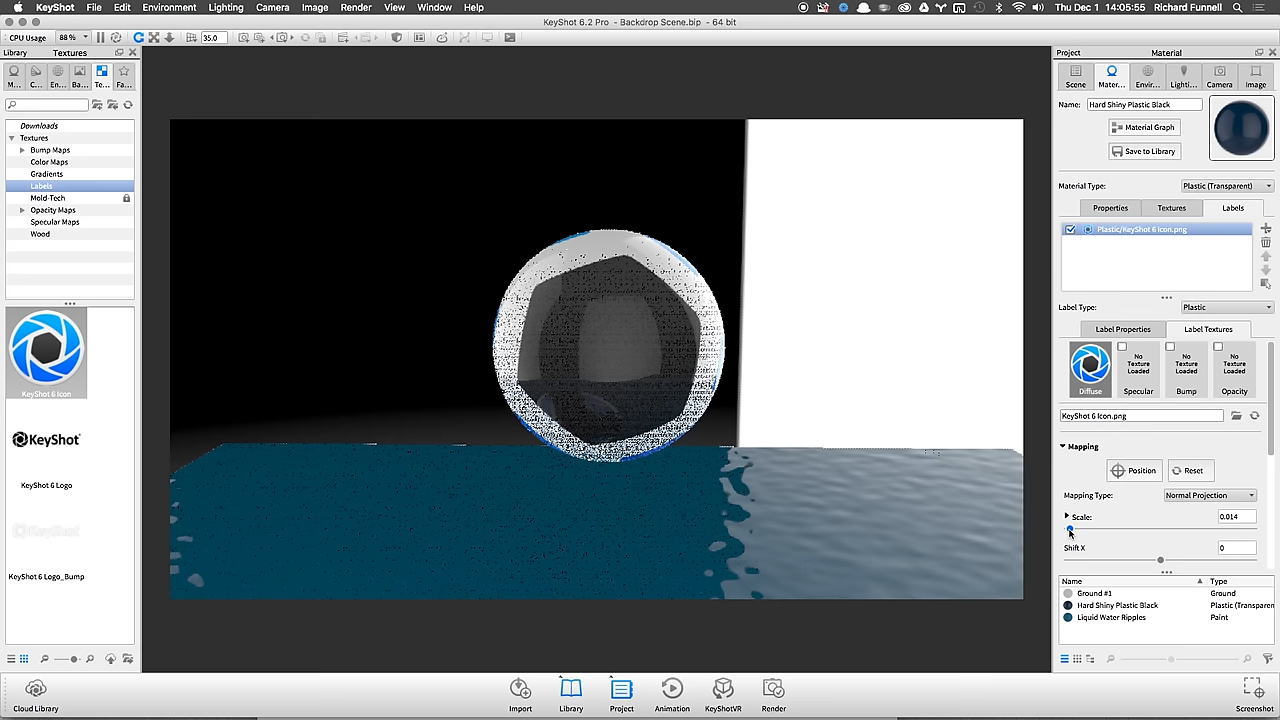 KeyShot File Edit Environment Lighting Camera Image Render View Window Help Thu Dec 1 14:05:55 Richard Funnell
KeyShot 6.2 Pro - Backdrop Scene.bip - 64 bit
CPU Usage 88 % 35.0
Library Textures
M... C... En... Ba... Te... Fa...
Downloads
Textures
Bump Maps
Color Maps
Gradients
Labels
Mold-Tech
Opacity Maps
Specular Maps
Wood
KeyShot 6 Icon
KeyShot
KeyShot 6 Logo
KeyShot
KeyShot 6 Logo_Bump
Project Material
Scene Mater... Envir... Lighti... Camera Image
Name: Hard Shiny Plastic Black
Material Graph
Save to Library
Material Type: Plastic (Transparent)
Properties Textures Labels
Plastic/KeyShot 6 Icon.png
Label Type: Plastic
Label Properties Label Textures
No Texture Loaded No Texture Loaded No Texture Loaded
Diffuse Specular Bump Opacity
KeyShot 6 Icon.png
Mapping
Position Reset
Mapping Type: Normal Projection
Scale: 0.014
Shift X 0
Name Type
Ground #1 Ground
Hard Shiny Plastic Black Plastic (Transparen
Liquid Water Ripples Paint
Cloud Library Import Library Project Animation KeyShotVR Render Screenshot